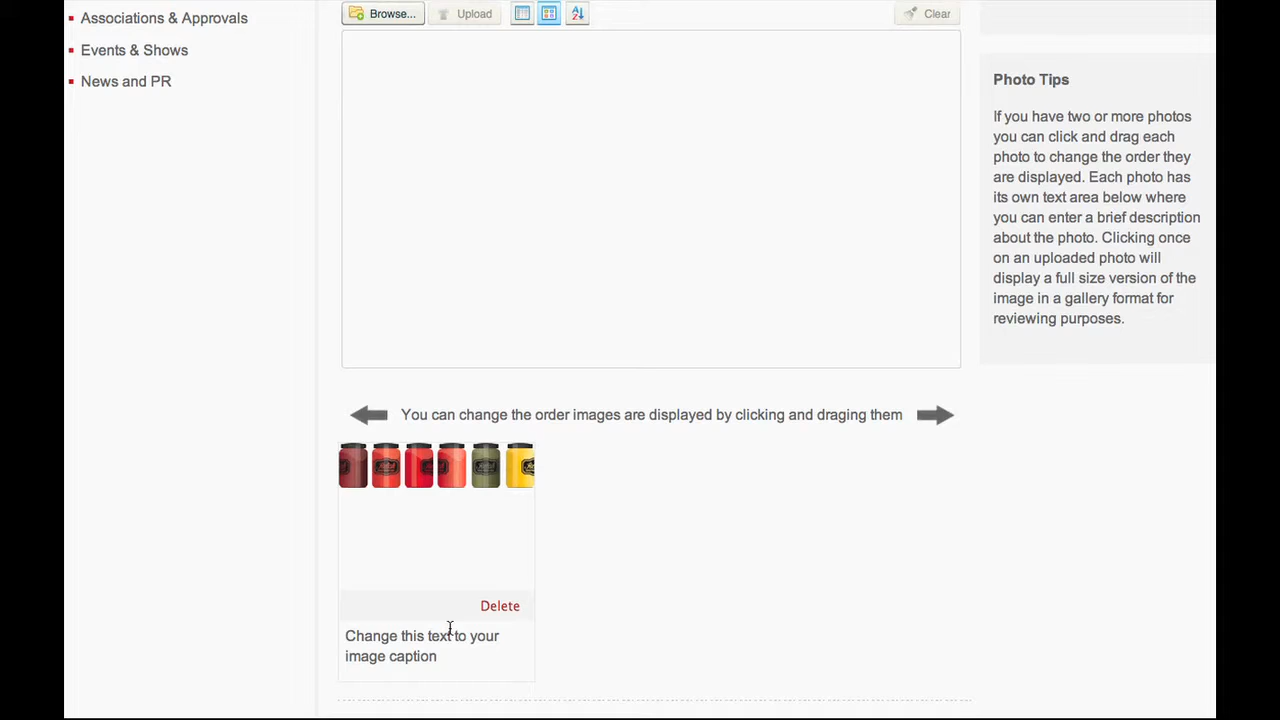 Associations & Approvals
Events & Shows
News and PR
Browse...
Upload
Clear
Photo Tips
If you have two or more photos
you can click and drag each
photo to change the order they
are displayed. Each photo has
its own text area below where
you can enter a brief description
about the photo. Clicking once
on an uploaded photo will
display a full size version of the
image in a gallery format for
reviewing purposes.
You can change the order images are displayed by clicking and draging them
Delete
Change this text to your
image caption